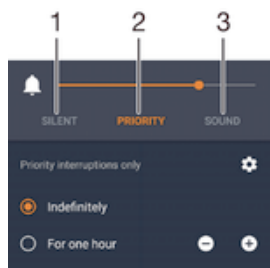 1 2 3
SILENT PRIORITY SOUND
Priority interruptions only
Indefinitely
For one hour